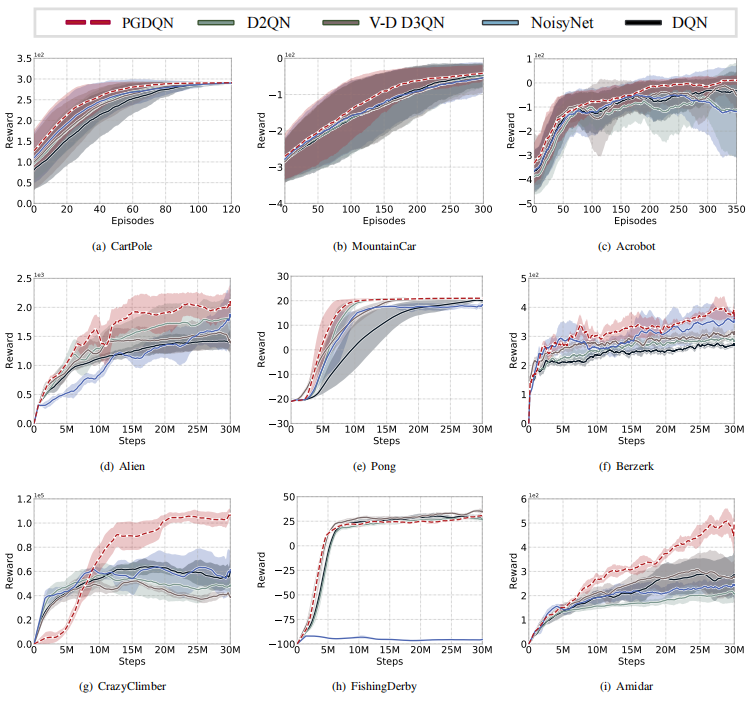 PGDQN D2QN V-D D3QN NoisyNet DQN
1e2
3.5
3.0
2.5
2.0
1.5
1.0
0.5
0.0
Reward
0 20 40 60 80 100 120
Episodes
(a) CartPole
1e2
0
−1
−2
−3
−4
Reward
0 50 100 150 200 250 300
Episodes
(b) MountainCar
1e2
1
0
−1
−2
−3
−4
−5
Reward
0 50 100 150 200 250 300 350
Episodes
(c) Acrobot
1e3
2.5
2.0
1.5
1.0
0.5
0.0
Reward
0 5M 10M 15M 20M 25M 30M
Steps
(d) Alien
30
20
10
0
−10
−20
−30
Reward
0 5M 10M 15M 20M 25M 30M
Steps
(e) Pong
1e2
5
4
3
2
1
0
Reward
0 5M 10M 15M 20M 25M 30M
Steps
(f) Berzerk
1e5
1.2
1.0
0.8
0.6
0.4
0.2
0.0
Reward
0 5M 10M 15M 20M 25M 30M
Steps
(g) CrazyClimber
50
25
0
−25
−50
−75
−100
Reward
0 5M 10M 15M 20M 25M 30M
Steps
(h) FishingDerby
1e2
6
5
4
3
2
1
0
Reward
0 5M 10M 15M 20M 25M 30M
Steps
(i) Amidar